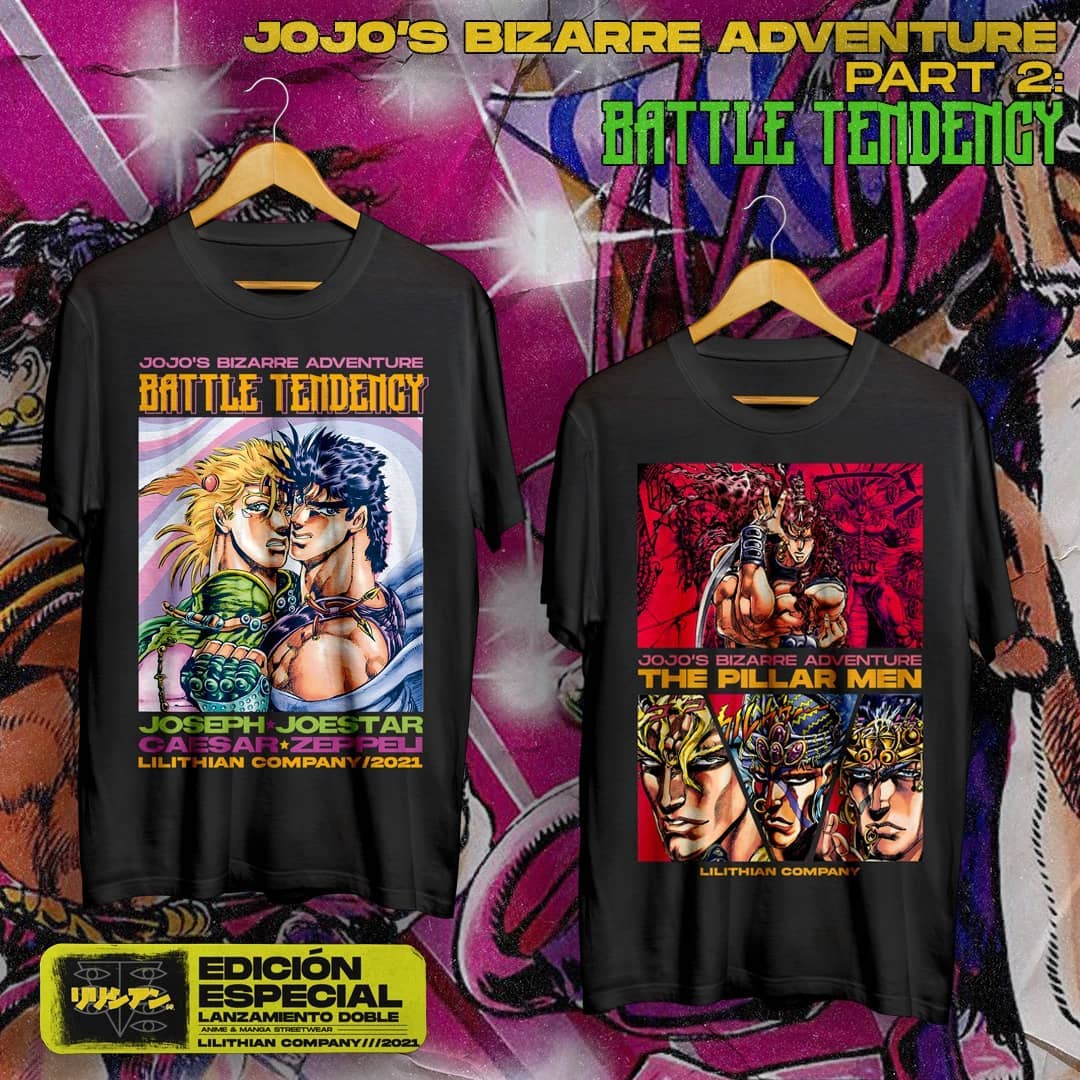 JOJO'S BIZARRE ADVENTURE
PART 2:
BATTLE TENDENCY
JOJO'S BIZARRE ADVENTURE
BATTLE TENDENCY
JOSEPH★JOESTAR
CAESAR★ZEPPELI
LILITHIAN COMPANY/2021
JOJO'S BIZARRE ADVENTURE
THE PILLAR MEN
LILITHIAN COMPANY
リリシアン
EDICIÓN
ESPECIAL
LANZAMIENTO DOBLE
ANIME & MANGA STREETWEAR
LILITHIAN COMPANY///2021